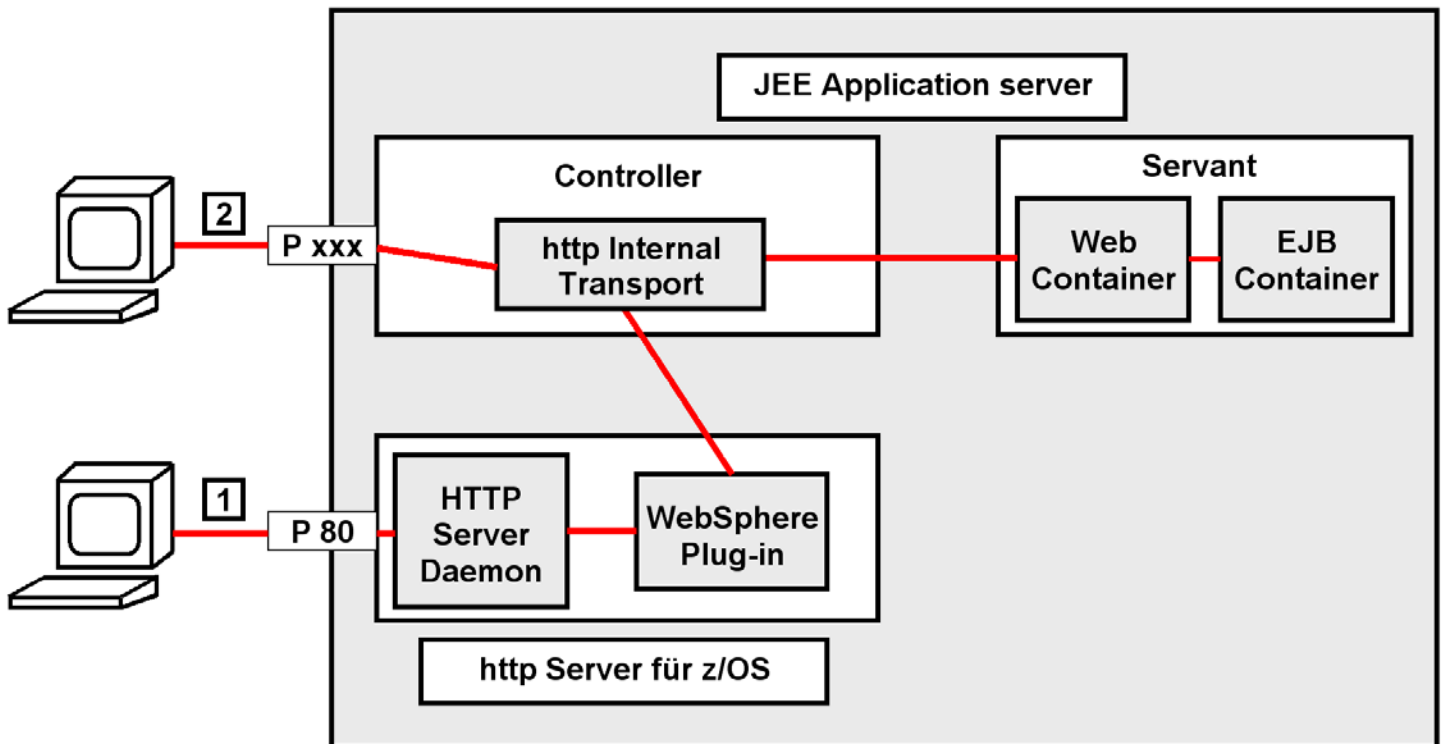 JEE Application server
Controller
Servant
2
P xxx
http Internal
Transport
Web
Container
EJB
Container
1
P 80
HTTP
Server
Daemon
WebSphere
Plug-in
http Server für z/OS